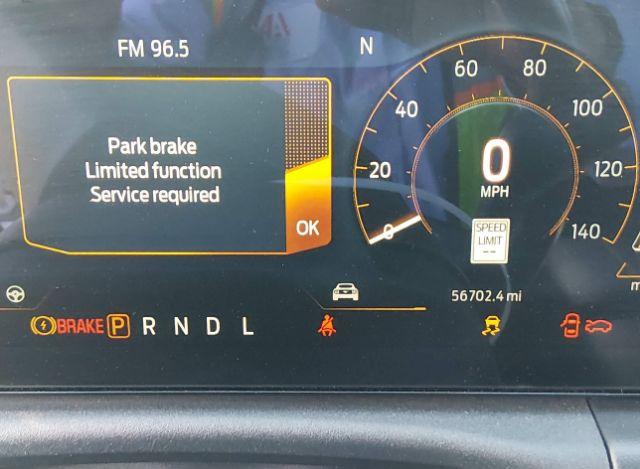 FM 96.5
N
Park brake
Limited function
Service required
OK
0
20
40
60
80
100
120
140
0
MPH
SPEED
LIMIT
--
56702.4 mi
BRAKE P R N D L